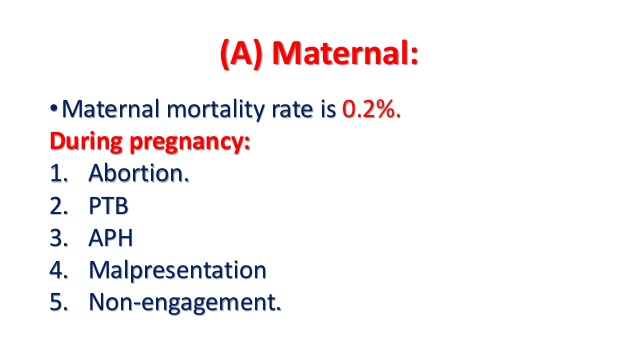 (A) Maternal:
•Maternal mortality rate is 0.2%.
During pregnancy:
1. Abortion.
2. PTB
3. APH
4. Malpresentation
5. Non-engagement.